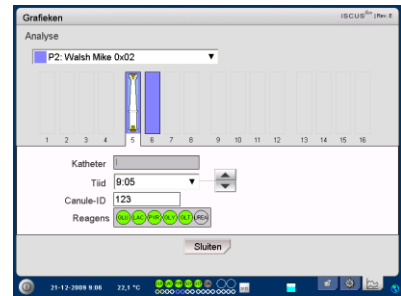 Grafieken ISCUSflex |Rev. E
Analyse
P2: Walsh Mike 0x02
1 2 3 4 5 6 7 8 9 10 11 12 13 14 15 16
Katheter
Tijd 9:05
Canule-ID 123
Reagens GLU LAC PYR GLY GLT UREA
Sluiten
21-12-2009 9:06 22,1 °C